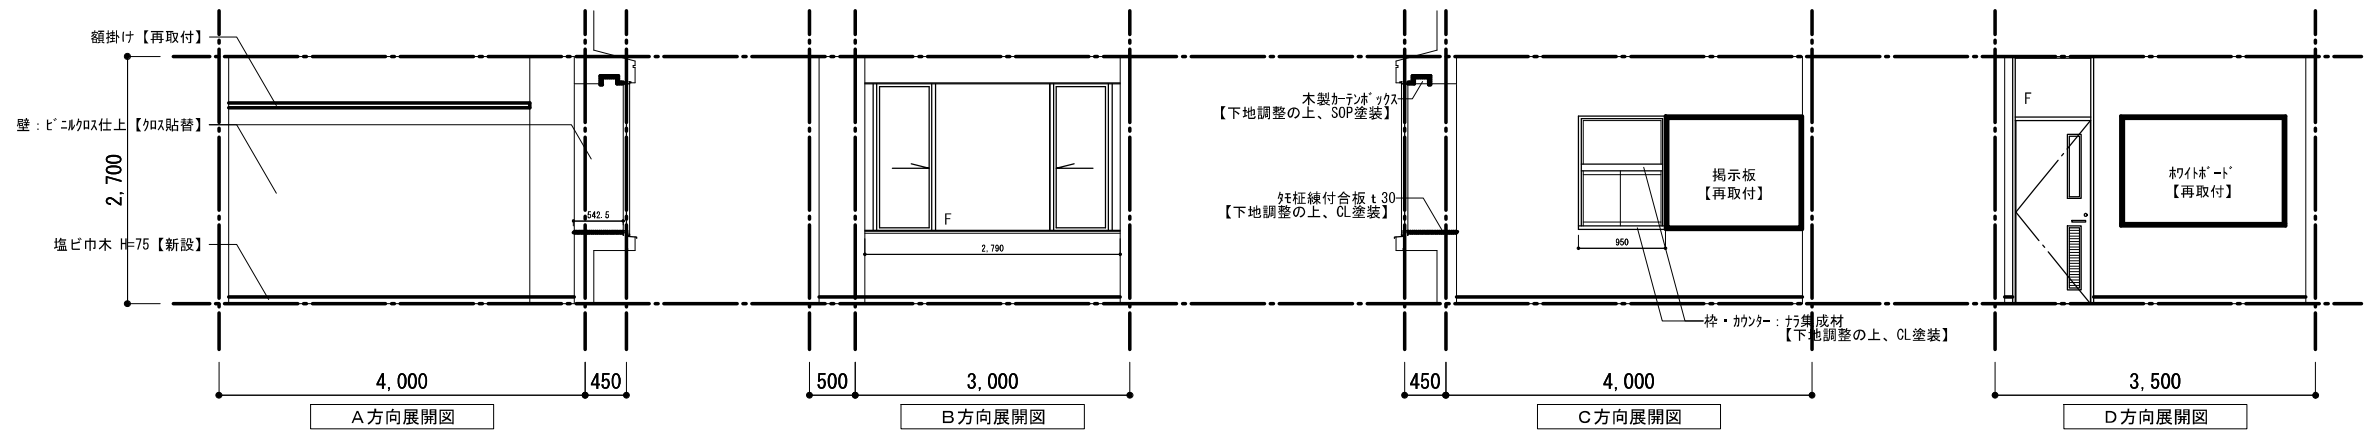 額掛け【再取付】
壁：ビニルクロス仕上【クロス貼替】
2,700
塩ビ巾木 H=75【新設】
542.5
4,000
450
A方向展開図
F
2,790
500
3,000
B方向展開図
木製カーテンボックス
【下地調整の上、SOP塗装】
タモ柾練付合板ｔ30
【下地調整の上、CL塗装】
掲示板
【再取付】
950
枠・カウンター：ナラ集成材
【下地調整の上、CL塗装】
450
4,000
C方向展開図
F
ホワイトボード
【再取付】
3,500
D方向展開図